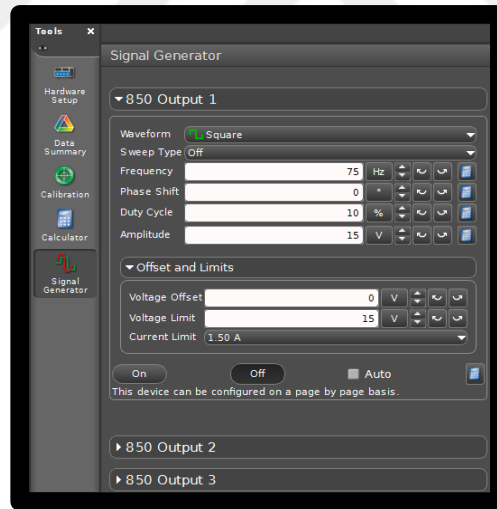 Tools x
Signal Generator
Hardware
Setup
Data
Summary
Calibration
Calculator
Signal
Generator
850 Output 1
Waveform Square
Sweep Type Off
Frequency 75 Hz
Phase Shift 0 °
Duty Cycle 10 %
Amplitude 15 V
Offset and Limits
Voltage Offset 0 V
Voltage Limit 15 V
Current Limit 1.50 A
On Off Auto
This device can be configured on a page by page basis.
850 Output 2
850 Output 3